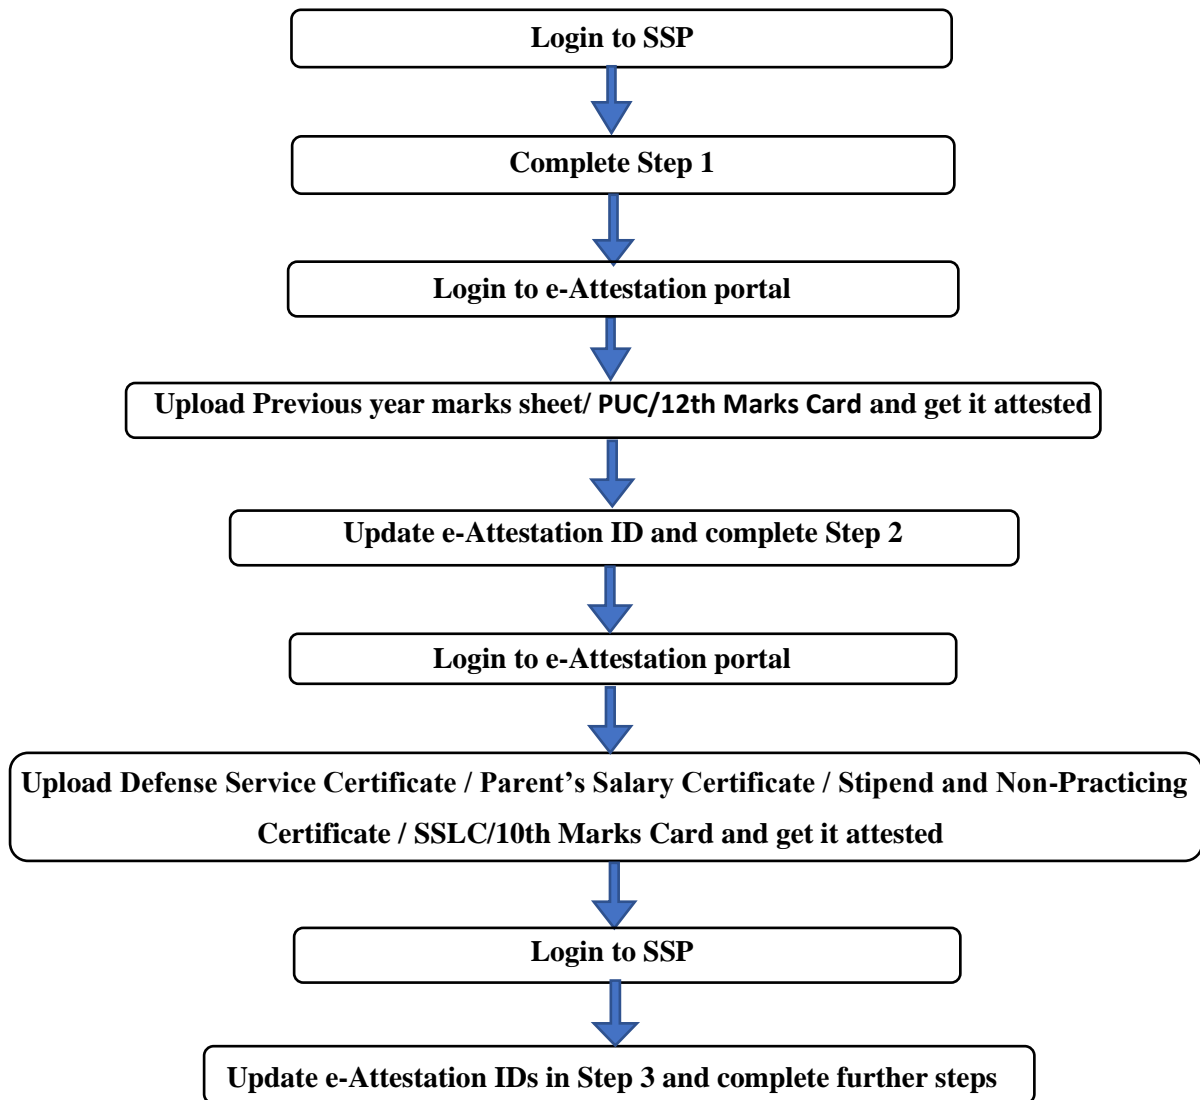 Login to SSP
Complete Step 1
Login to e-Attestation portal
Upload Previous year marks sheet/ PUC/12th Marks Card and get it attested
Update e-Attestation ID and complete Step 2
Login to e-Attestation portal
Upload Defense Service Certificate / Parent’s Salary Certificate / Stipend and Non-Practicing
Certificate / SSLC/10th Marks Card and get it attested
Login to SSP
Update e-Attestation IDs in Step 3 and complete further steps